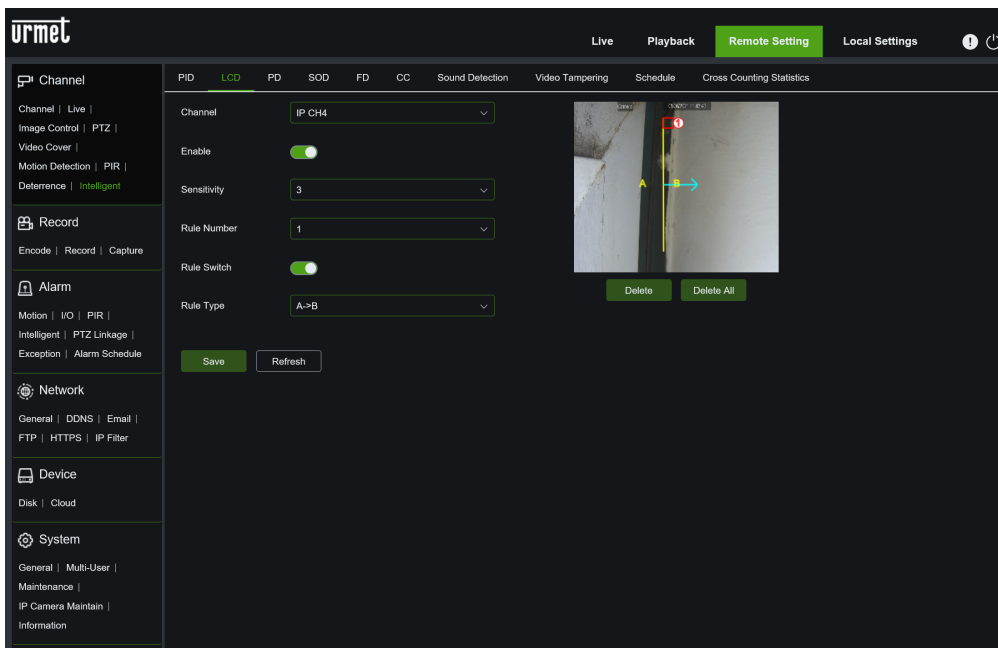 urmet
Live Playback Remote Setting Local Settings
Channel
Channel | Live |
Image Control | PTZ |
Video Cover |
Motion Detection | PIR |
Deterrence | Intelligent
Record
Encode | Record | Capture
Alarm
Motion | I/O | PIR |
Intelligent | PTZ Linkage |
Exception | Alarm Schedule
Network
General | DDNS | Email |
FTP | HTTPS | IP Filter
Device
Disk | Cloud
System
General | Multi-User |
Maintenance |
IP Camera Maintain |
Information
PID LCD PD SOD FD CC Sound Detection Video Tampering Schedule Cross Counting Statistics
Channel IP CH4
Enable
Sensitivity 3
Rule Number 1
Rule Switch
Rule Type A->B
Save Refresh
1
A B
Delete Delete All